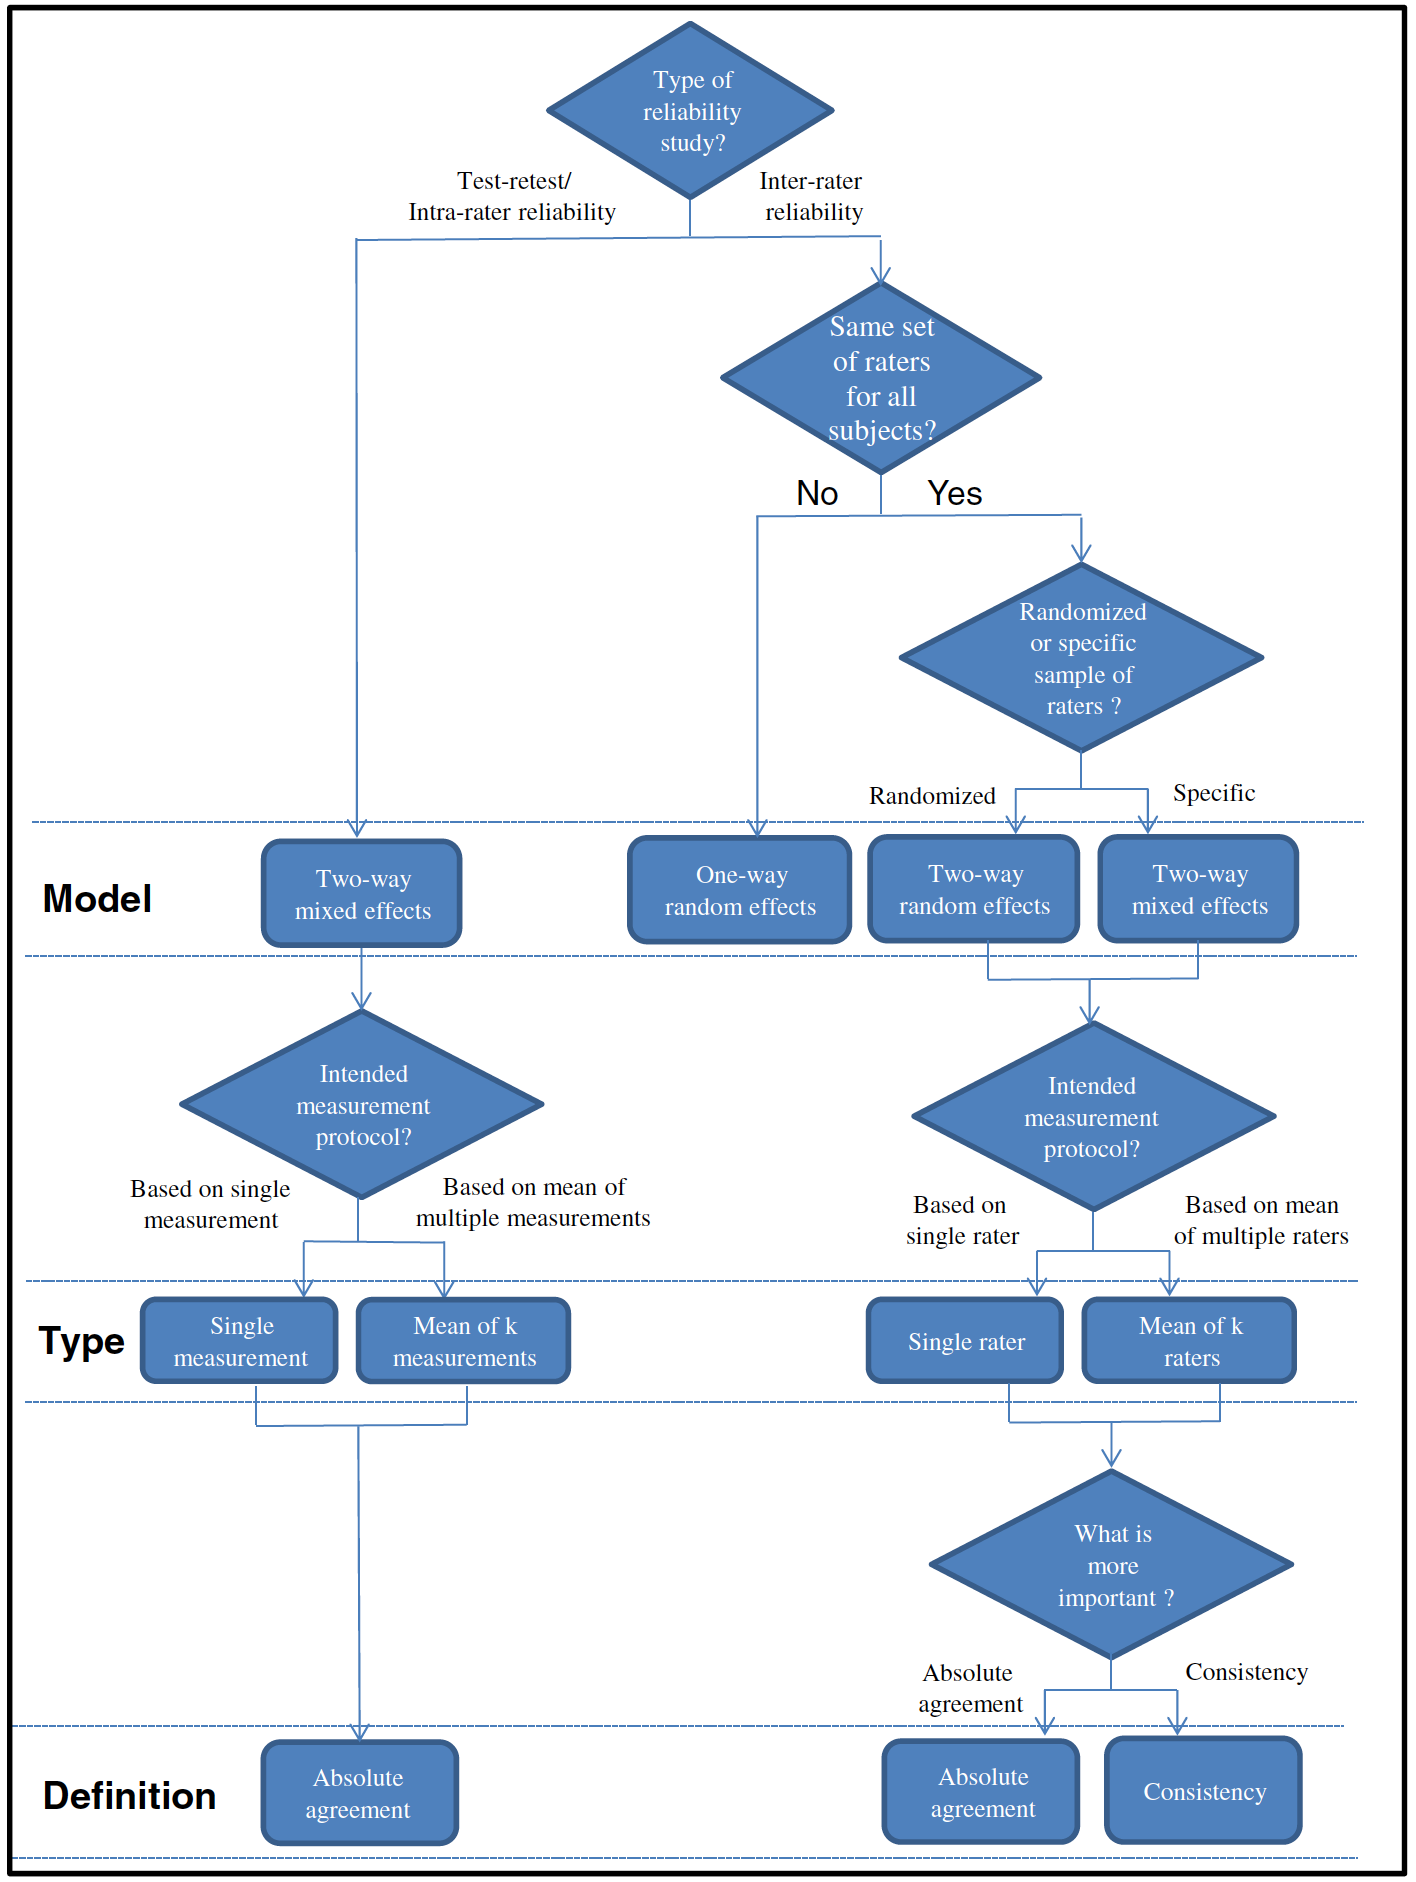 Type of
reliability
study?
Test-retest/
Intra-rater reliability
Inter-rater
reliability
Same set
of raters
for all
subjects?
No
Yes
Randomized
or specific
sample of
raters ?
Randomized
Specific
Model
Two-way
mixed effects
One-way
random effects
Two-way
random effects
Two-way
mixed effects
Intended
measurement
protocol?
Based on single
measurement
Based on mean of
multiple measurements
Intended
measurement
protocol?
Based on
single rater
Based on mean
of multiple raters
Type
Single
measurement
Mean of k
measurements
Single rater
Mean of k
raters
What is
more
important ?
Absolute
agreement
Consistency
Definition
Absolute
agreement
Absolute
agreement
Consistency